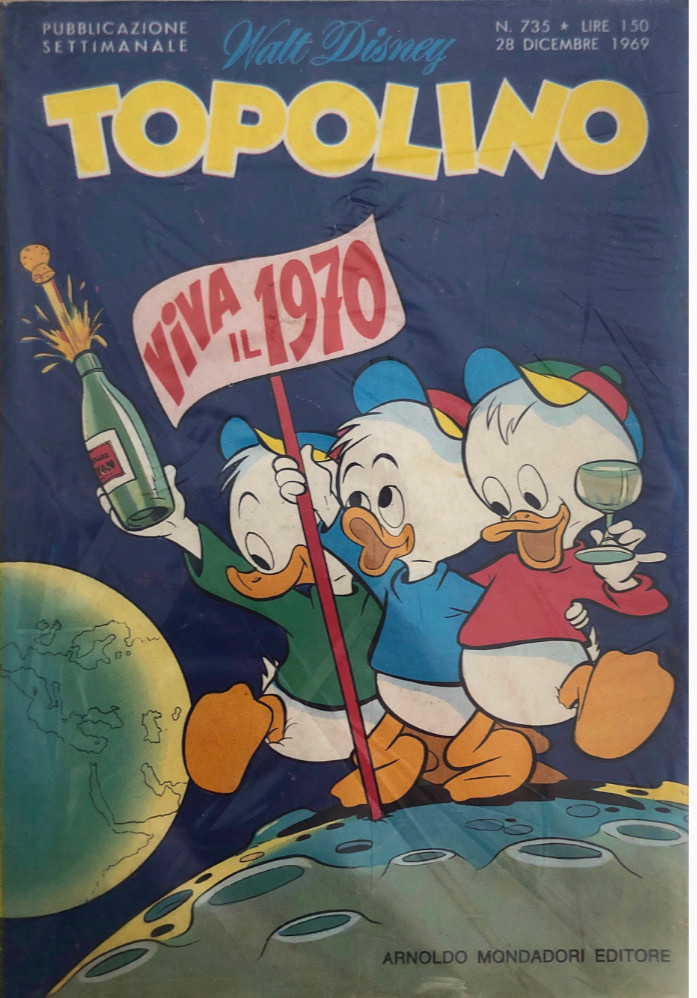 PUBBLICAZIONE
SETTIMANALE
Walt Disney
N. 735 ★ LIRE 150
28 DICEMBRE 1969
TOPOLINO
VIVA
IL 1970
ARNOLDO MONDADORI EDITORE